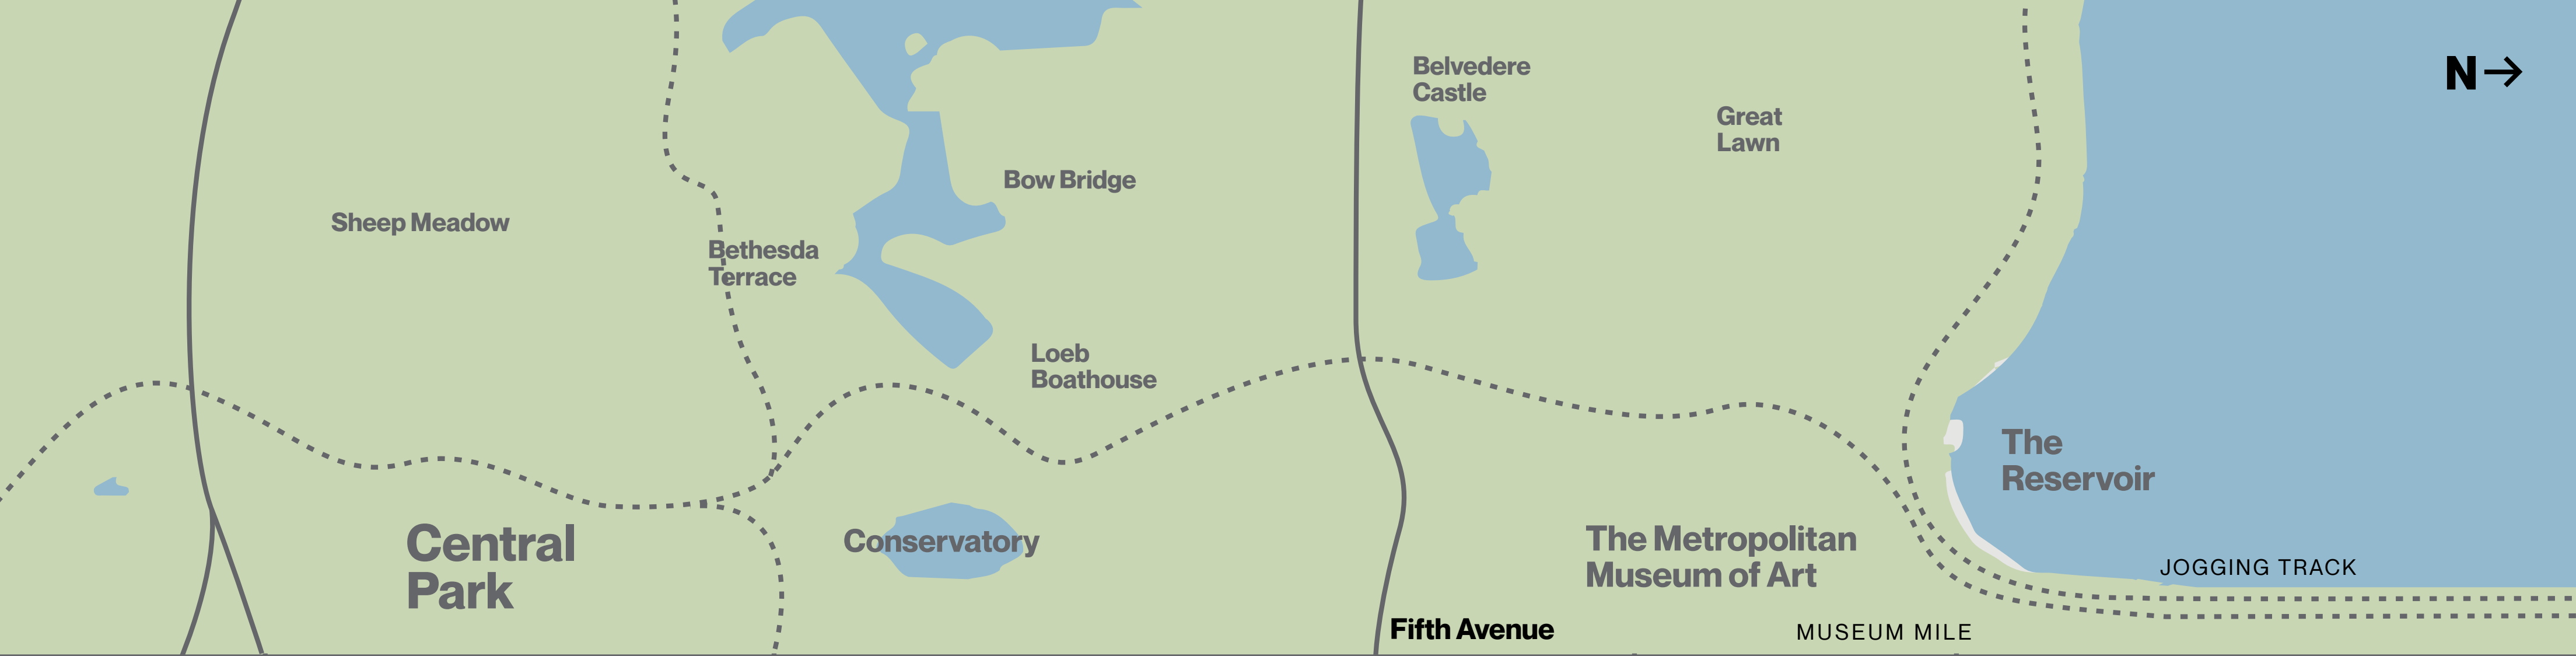 Belvedere
Castle
N
Great
Lawn
Bow Bridge
Sheep Meadow
Bethesda
Terrace
Loeb
Boathouse
The
Reservoir
Central
Park
Conservatory
The Metropolitan
Museum of Art
JOGGING TRACK
Fifth Avenue
MUSEUM MILE